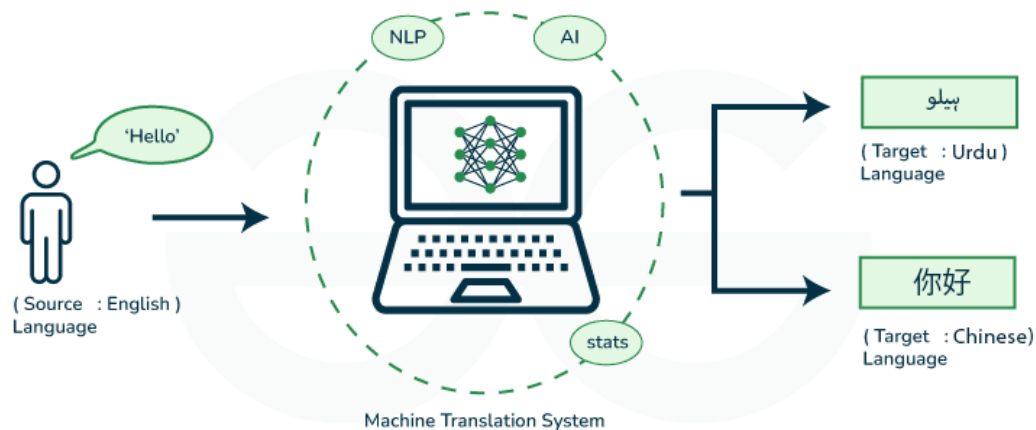 NLP
AI
'Hello'
ہیلو
( Target : Urdu )
Language
( Source : English )
Language
你好
( Target : Chinese)
Language
stats
Machine Translation System